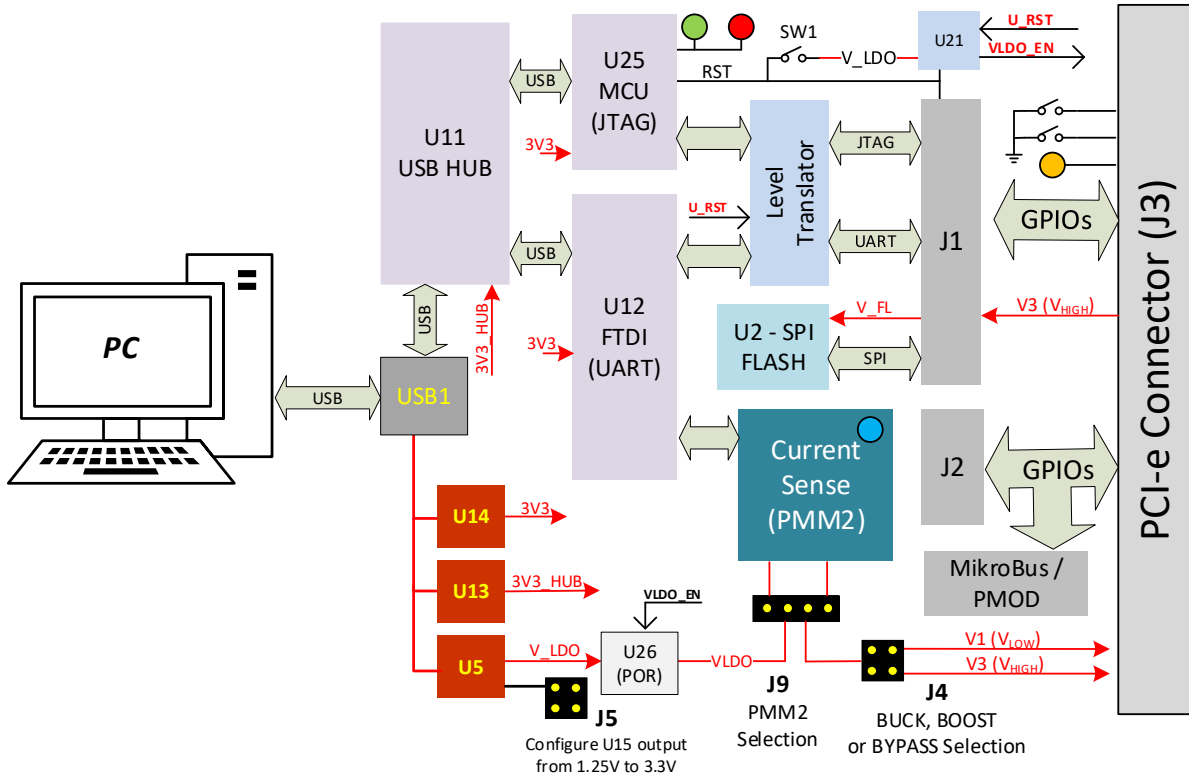 U_RST
SW1
U21
VLDO_EN
V_LDO
U25
MCU
(JTAG)
RST
USB
U11
USB HUB
3V3
JTAG
Level
Translator
U_RST
USB
UART
J1
GPIOs
U12
FTDI
(UART)
3V3
3V3_HUB
USB
V_FL
V3 (VHIGH)
U2 - SPI
FLASH
SPI
PC
USB
USB1
PCI-e Connector (J3)
Current
Sense
(PMM2)
J2
GPIOs
U14
3V3
MikroBus /
PMOD
U13
3V3_HUB
VLDO_EN
U5
V_LDO
U26
(POR)
VLDO
V1 (VLOW)
V3 (VHIGH)
J9
PMM2
Selection
J4
BUCK, BOOST
or BYPASS Selection
J5
Configure U15 output
from 1.25V to 3.3V